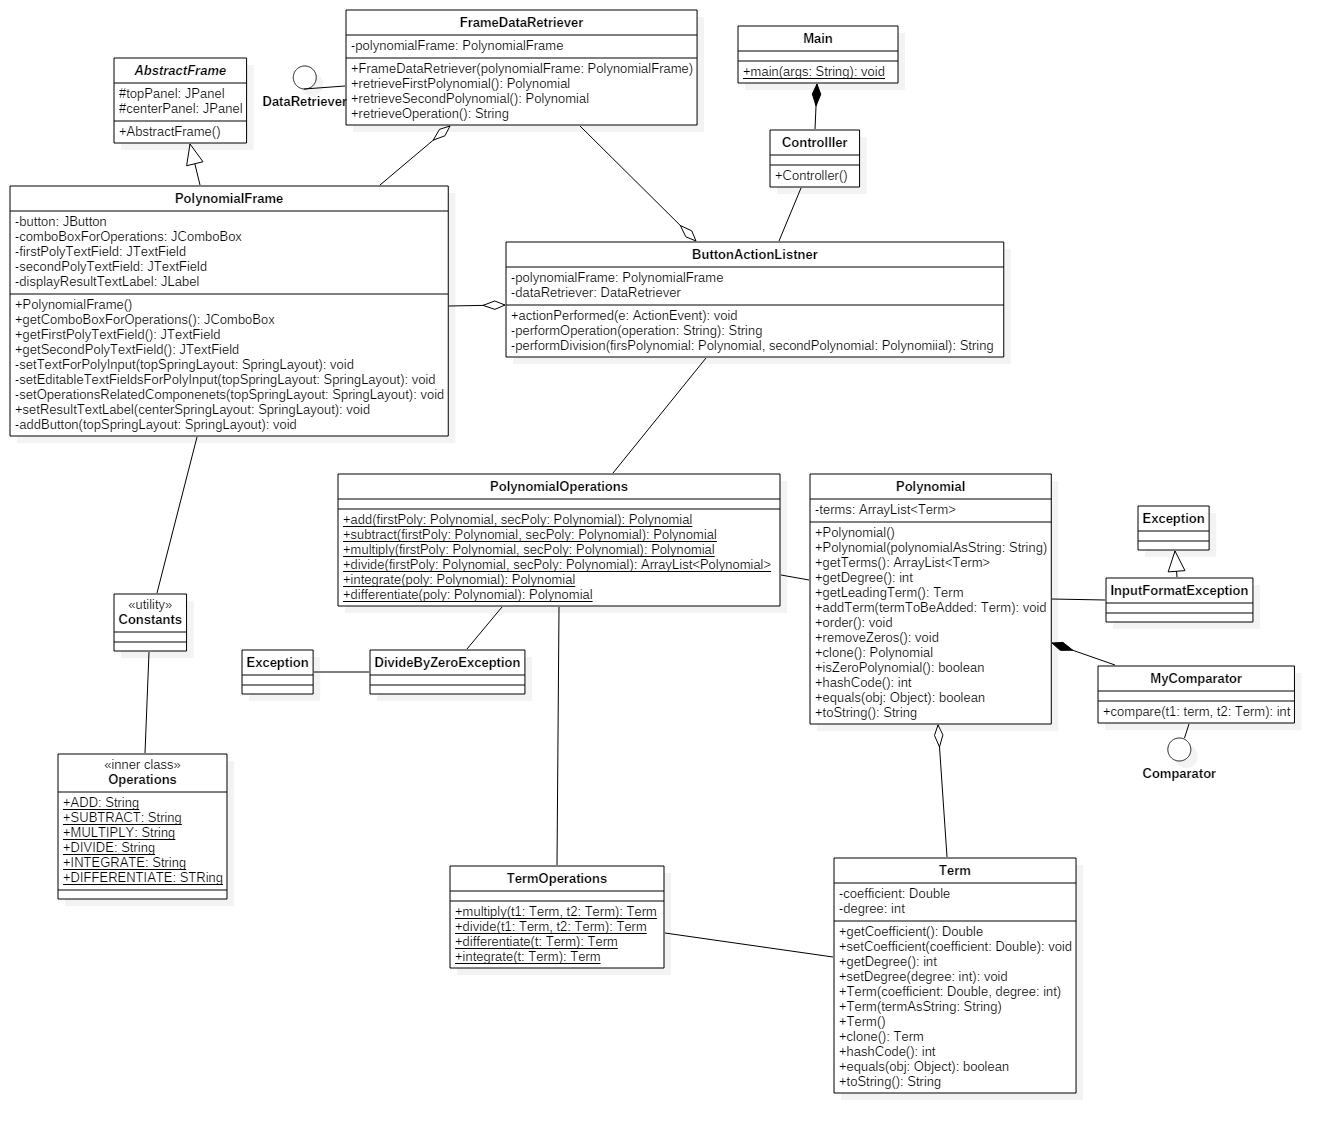 FrameDataRetriever
-polynomialFrame: PolynomialFrame
+FrameDataRetriever(polynomialFrame: PolynomialFrame)
+retrieveFirstPolynomial(): Polynomial
+retrieveSecondPolynomial(): Polynomial
+retrieveOperation(): String
Main
+main(args: String): void
AbstractFrame
#topPanel: JPanel
#centerPanel: JPanel
+AbstractFrame()
DataRetriever
Controlller
+Controller()
PolynomialFrame
-button: JButton
-comboBoxForOperations: JComboBox
-firstPolyTextField: JTextField
-secondPolyTextField: JTextField
-displayResultTextLabel: JLabel
+PolynomialFrame()
+getComboBoxForOperations(): JComboBox
+getFirstPolyTextField(): JTextField
+getSecondPolyTextField(): JTextField
-setTextForPolyInput(topSpringLayout: SpringLayout): void
-setEditableTextFieldsForPolyInput(topSpringLayout: SpringLayout): void
-setOperationsRelatedComponenets(topSpringLayout: SpringLayout): void
+setResultTextLabel(centerSpringLayout: SpringLayout): void
-addButton(topSpringLayout: SpringLayout): void
ButtonActionListner
-polynomialFrame: PolynomialFrame
-dataRetriever: DataRetriever
+actionPerformed(e: ActionEvent): void
-performOperation(operation: String): String
-performDivision(firsPolynomial: Polynomial, secondPolynomial: Polynomiial): String
PolynomialOperations
+add(firstPoly: Polynomial, secPoly: Polynomial): Polynomial
+subtract(firstPoly: Polynomial, secPoly: Polynomial): Polynomial
+multiply(firstPoly: Polynomial, secPoly: Polynomial): Polynomial
+divide(firstPoly: Polynomial, secPoly: Polynomial): ArrayList<Polynomial>
+integrate(poly: Polynomial): Polynomial
+differentiate(poly: Polynomial): Polynomial
Polynomial
-terms: ArrayList<Term>
+Polynomial()
+Polynomial(polynomialAsString: String)
+getTerms(): ArrayList<Term>
+getDegree(): int
+getLeadingTerm(): Term
+addTerm(termToBeAdded: Term): void
+order(): void
+removeZeros(): void
+clone(): Polynomial
+isZeroPolynomial(): boolean
+hashCode(): int
+equals(obj: Object): boolean
+toString(): String
Exception
InputFormatException
MyComparator
+compare(t1: term, t2: Term): int
Comparator
«utility»
Constants
Exception
DivideByZeroException
«inner class»
Operations
+ADD: String
+SUBTRACT: String
+MULTIPLY: String
+DIVIDE: String
+INTEGRATE: String
+DIFFERENTIATE: STRing
TermOperations
+multiply(t1: Term, t2: Term): Term
+divide(t1: Term, t2: Term): Term
+differentiate(t: Term): Term
+integrate(t: Term): Term
Term
-coefficient: Double
-degree: int
+getCoefficient(): Double
+setCoefficient(coefficient: Double): void
+getDegree(): int
+setDegree(degree: int): void
+Term(coefficient: Double, degree: int)
+Term(termAsString: String)
+Term()
+clone(): Term
+hashCode(): int
+equals(obj: Object): boolean
+toString(): String